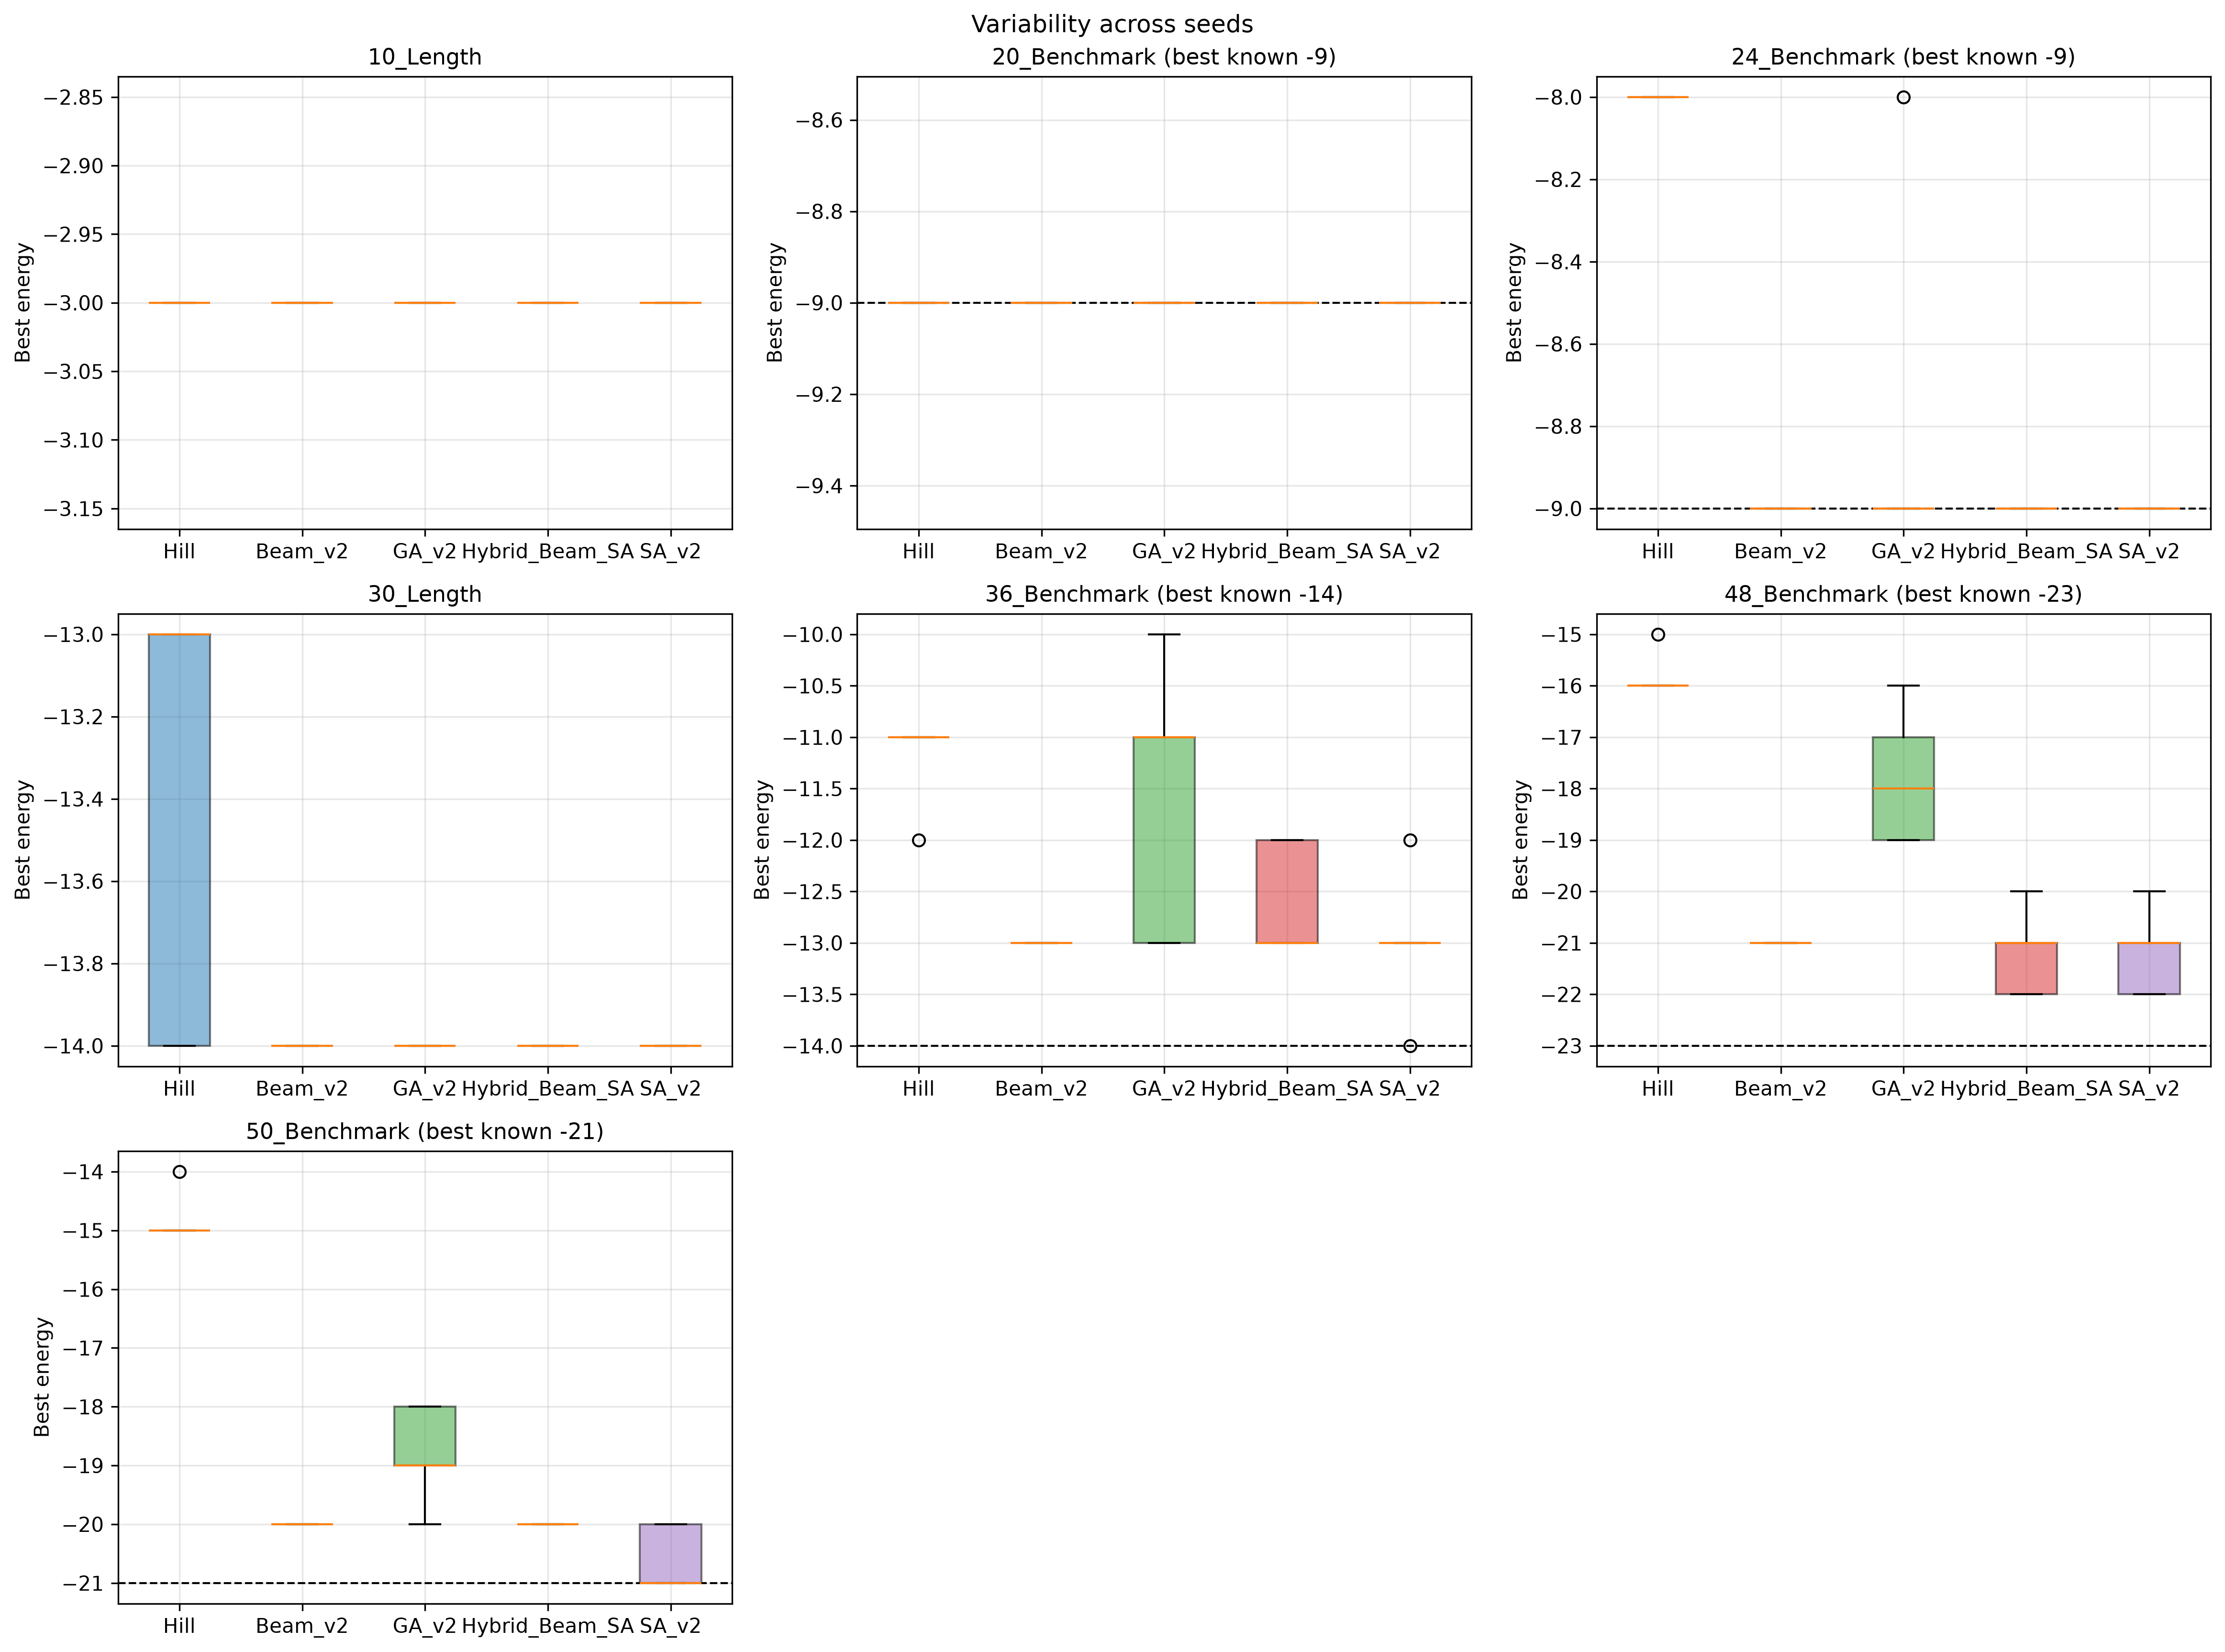 Variability across seeds
10_Length
Best energy
−2.85
−2.90
−2.95
−3.00
−3.05
−3.10
−3.15
Hill Beam_v2 GA_v2 Hybrid_Beam_SA SA_v2
20_Benchmark (best known -9)
Best energy
−8.6
−8.8
−9.0
−9.2
−9.4
Hill Beam_v2 GA_v2 Hybrid_Beam_SA SA_v2
24_Benchmark (best known -9)
Best energy
−8.0
−8.2
−8.4
−8.6
−8.8
−9.0
Hill Beam_v2 GA_v2 Hybrid_Beam_SA SA_v2
30_Length
Best energy
−13.0
−13.2
−13.4
−13.6
−13.8
−14.0
Hill Beam_v2 GA_v2 Hybrid_Beam_SA SA_v2
36_Benchmark (best known -14)
Best energy
−10.0
−10.5
−11.0
−11.5
−12.0
−12.5
−13.0
−13.5
−14.0
Hill Beam_v2 GA_v2 Hybrid_Beam_SA SA_v2
48_Benchmark (best known -23)
Best energy
−15
−16
−17
−18
−19
−20
−21
−22
−23
Hill Beam_v2 GA_v2 Hybrid_Beam_SA SA_v2
50_Benchmark (best known -21)
Best energy
−14
−15
−16
−17
−18
−19
−20
−21
Hill Beam_v2 GA_v2 Hybrid_Beam_SA SA_v2